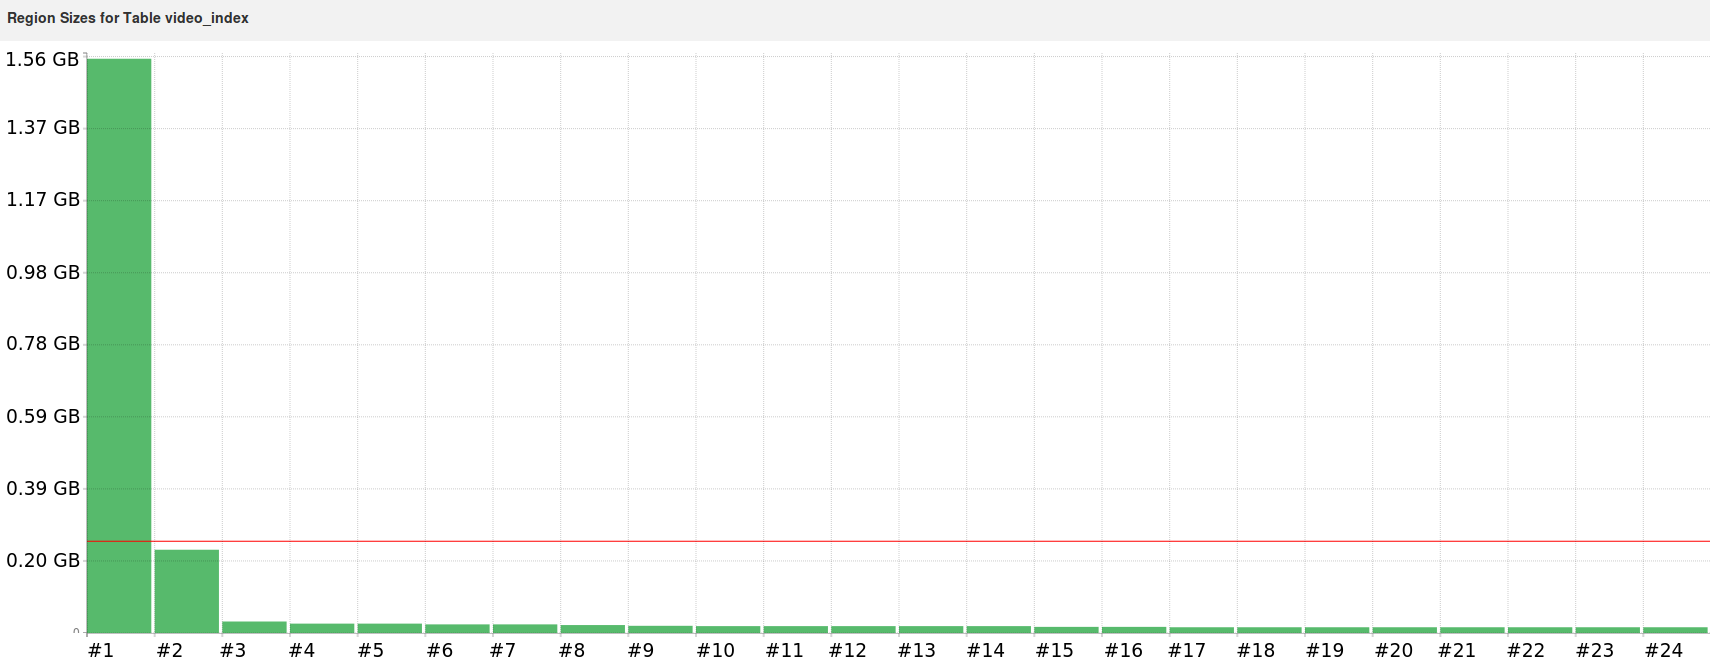 Region Sizes for Table video_index
1.56 GB
1.37 GB
1.17 GB
0.98 GB
0.78 GB
0.59 GB
0.39 GB
0.20 GB
0
#1 #2 #3 #4 #5 #6 #7 #8 #9 #10 #11 #12 #13 #14 #15 #16 #17 #18 #19 #20 #21 #22 #23 #24